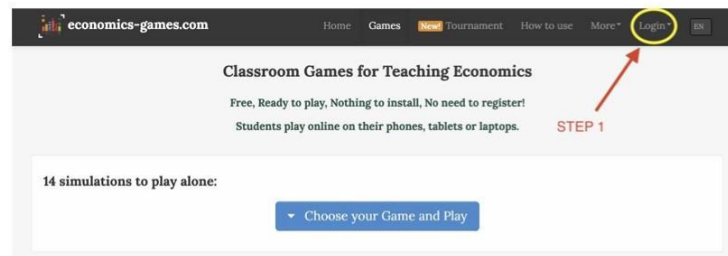 economics-games.com Home Games New! Tournament How to use More Login EN
Classroom Games for Teaching Economics
Free, Ready to play, Nothing to install, No need to register!
Students play online on their phones, tablets or laptops.
STEP 1
14 simulations to play alone:
Choose your Game and Play